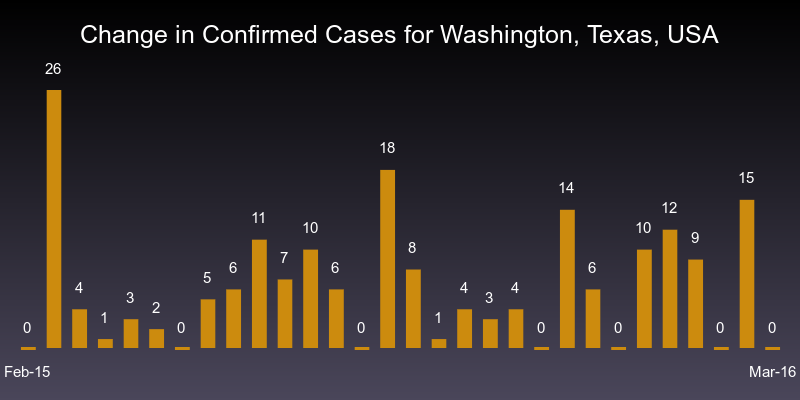 Change in Confirmed Cases for Washington, Texas, USA
0 26 4 1 3 2 0 5 6 11 7 10 6 0 18 8 1 4 3 4 0 14 6 0 10 12 9 0 15 0
Feb-15 Mar-16